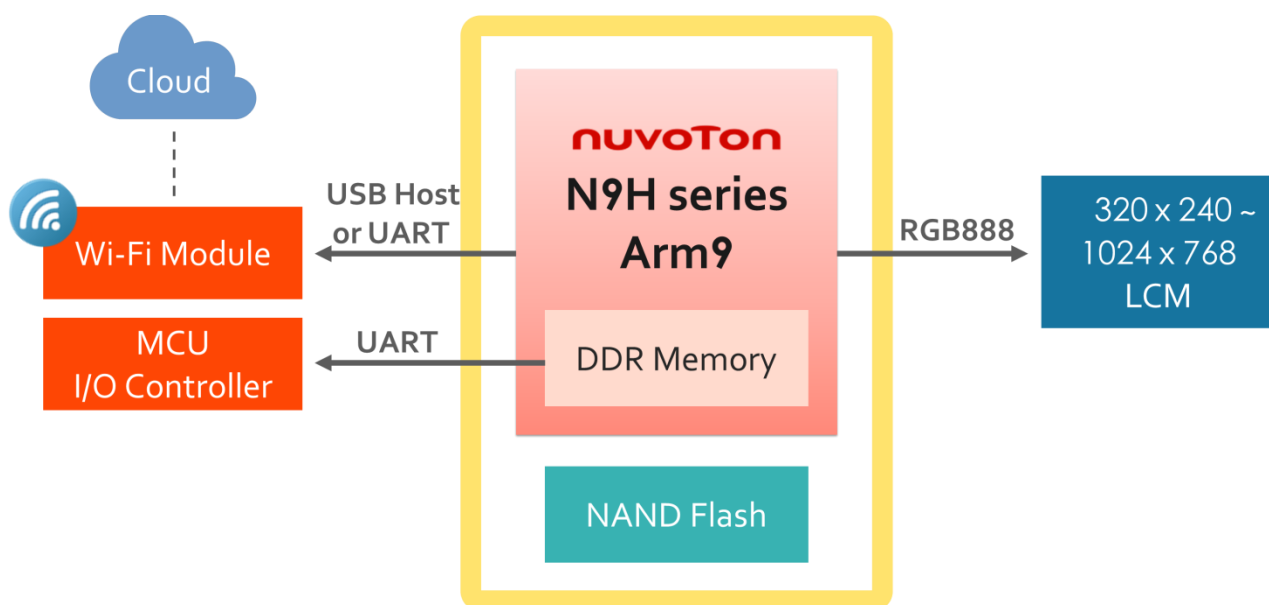 Cloud
Wi-Fi Module
MCU
I/O Controller
USB Host
or UART
UART
nuvoTon
N9H series
Arm9
DDR Memory
NAND Flash
RGB888
320 x 240 ~
1024 x 768
LCM